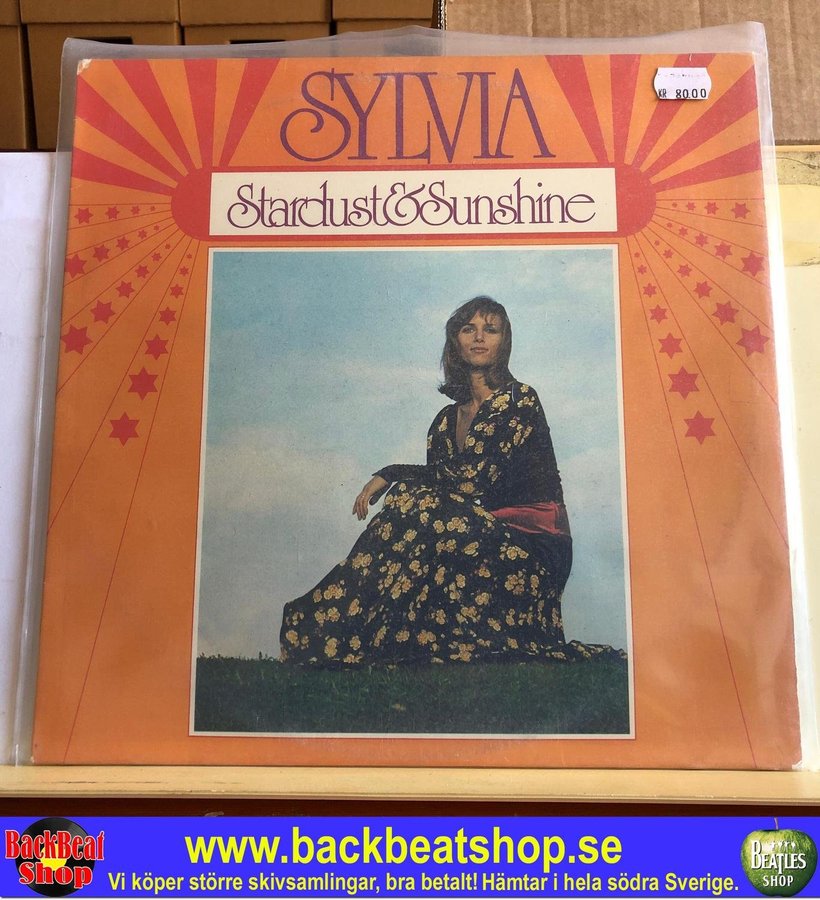 SYLVIA
KR 80.00
Stardust&Sunshine
BackBeat
Shop
www.backbeatshop.se
Vi köper större skivsamlingar, bra betalt! Hämtar i hela södra Sverige.
BEATLES
SHOP